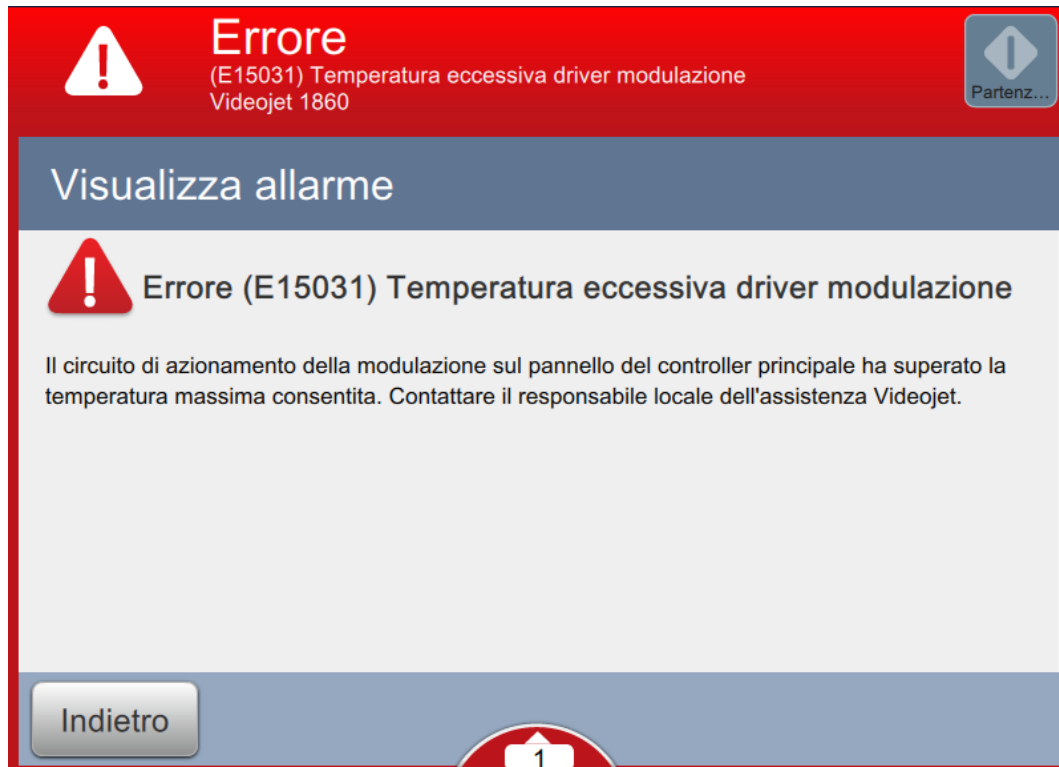 Errore
(E15031) Temperatura eccessiva driver modulazione
Videojet 1860
Partenz...
Visualizza allarme
Errore (E15031) Temperatura eccessiva driver modulazione
Il circuito di azionamento della modulazione sul pannello del controller principale ha superato la
temperatura massima consentita. Contattare il responsabile locale dell'assistenza Videojet.
Indietro
1